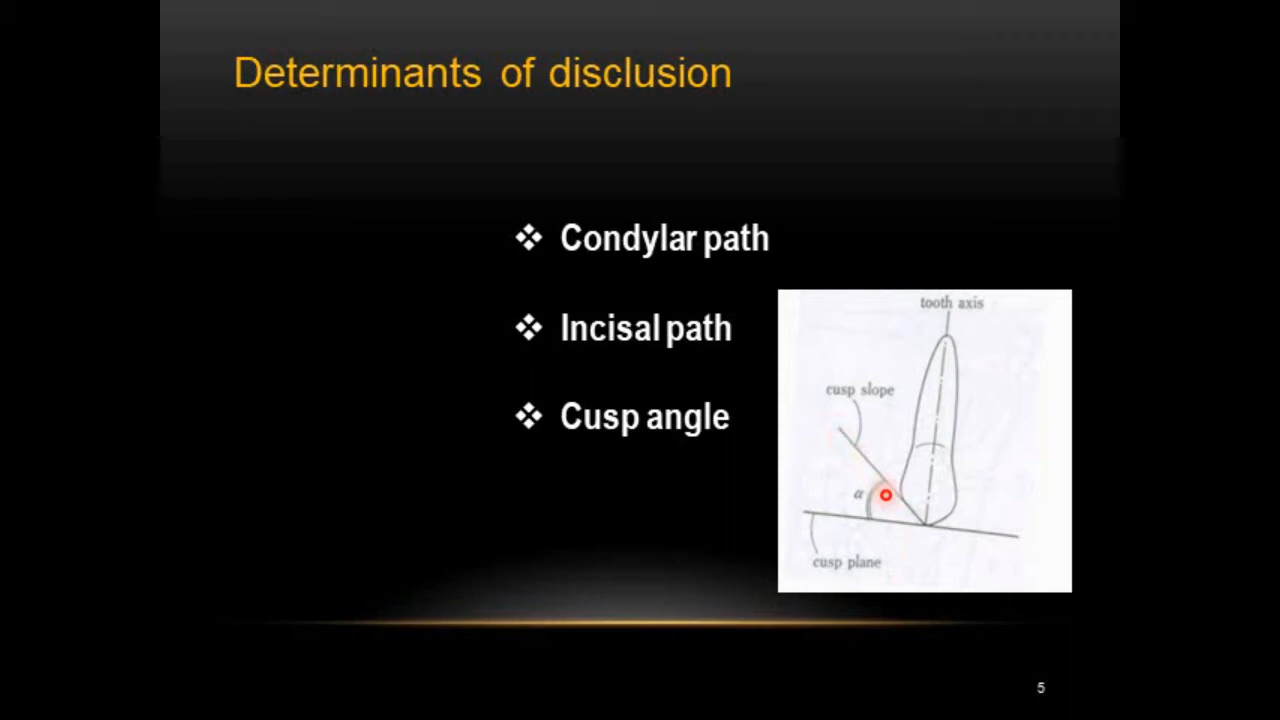 Determinants of disclusion
❖ Condylar path
❖ Incisal path
❖ Cusp angle
tooth axis
cusp slope
α
cusp plane
5